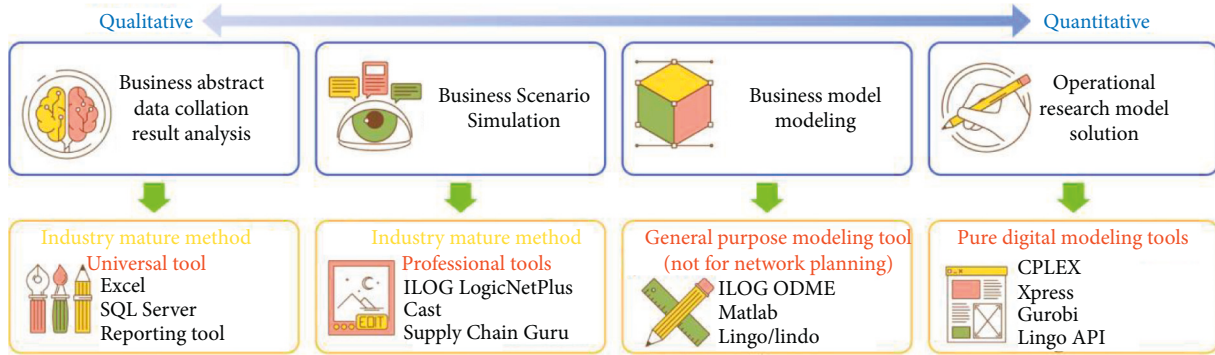 Qualitative
Quantitative
Business abstract
data collation
result analysis
Business Scenario
Simulation
Business model
modeling
Operational
research model
solution
Industry mature method
Universal tool
Excel
SQL Server
Reporting tool
Industry mature method
Professional tools
ILOG LogicNetPlus
Cast
Supply Chain Guru
EDIT
General purpose modeling tool
(not for network planning)
ILOG ODME
Matlab
Lingo/lindo
Pure digital modeling tools
CPLEX
Xpress
Gurobi
Lingo API